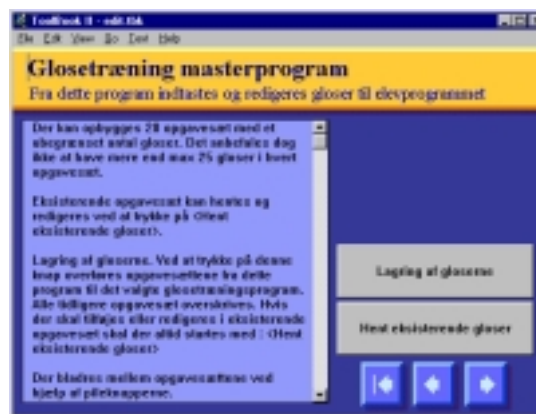 ToolBook II - edit.tbk
File Edit View Go Text Help
Glosetræning masterprogram
Fra dette program indtastes og redigeres gloser til elevprogrammet
Der kan opbygges 20 opgavesæt med et
ubegrænset antal gloser. Det anbefales dog
ikke at have mere end max 25 gloser i hvert
opgavesæt.
Eksisterende opgavesæt kan hentes og
redigeres ved at trykke på <Hent
eksisterende gloser>.
Lagring af gloserne. Ved at trykke på denne
knap overføres opgavesættene fra dette
program til det valgte glosetræningsprogram.
Alle tidligere opgavesæt overskrives. Hvis
der skal tilføjes eller redigeres i eksisterende
opgavesæt skal der altid startes med : <Hent
eksisterende gloser>
Der bladres mellem opgavesættene ved
hjælp af pileknapperne.
Lagring af gloserne
Hent eksisterende gloser